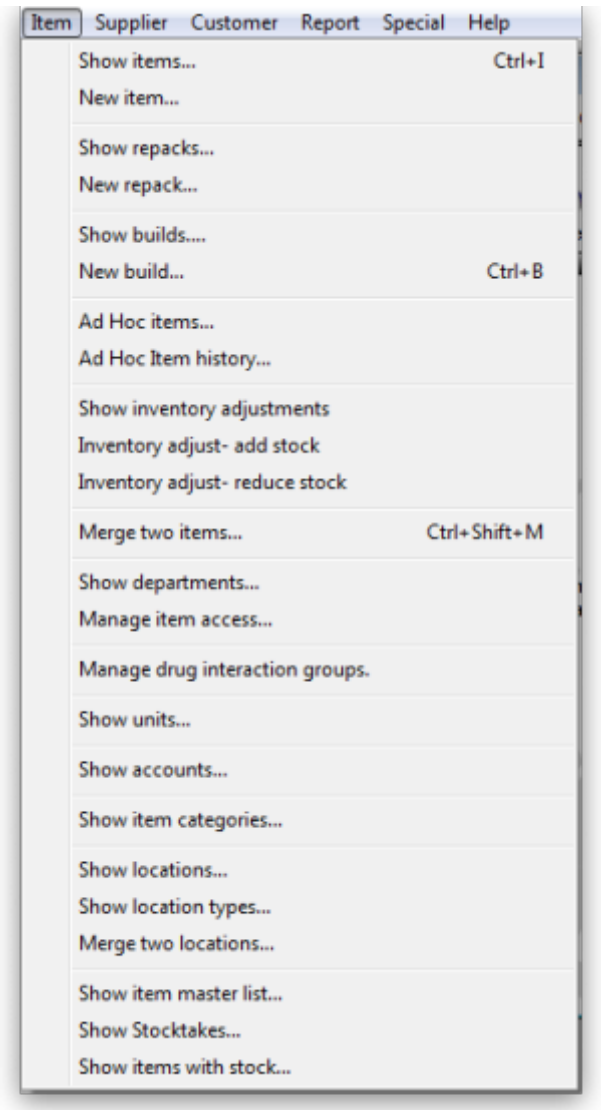 Item Supplier Customer Report Special Help
Show items... Ctrl+I
New item...
Show repacks...
New repack...
Show builds....
New build... Ctrl+B
Ad Hoc items...
Ad Hoc Item history...
Show inventory adjustments
Inventory adjust- add stock
Inventory adjust- reduce stock
Merge two items... Ctrl+Shift+M
Show departments...
Manage item access...
Manage drug interaction groups.
Show units...
Show accounts...
Show item categories...
Show locations...
Show location types...
Merge two locations...
Show item master list...
Show Stocktakes...
Show items with stock...